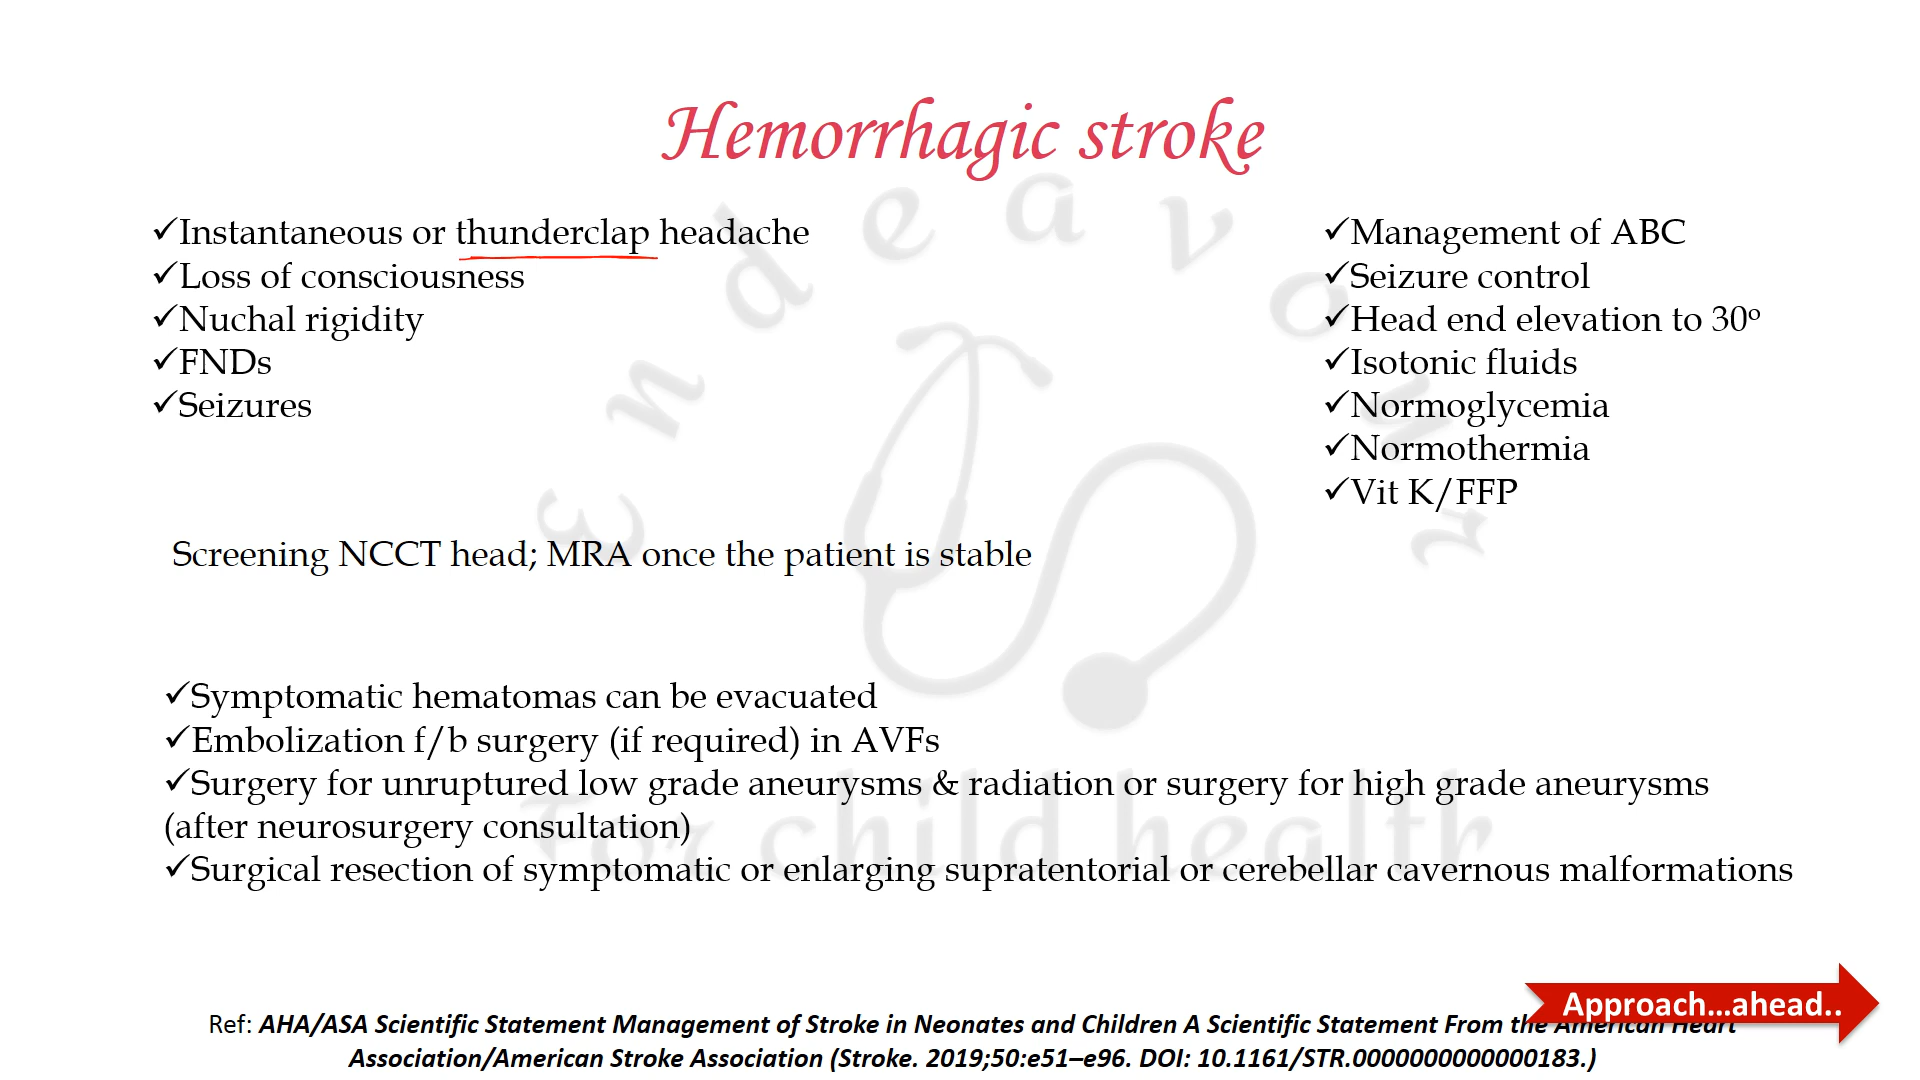 Hemorrhagic stroke
✓Instantaneous or thunderclap headache
✓Loss of consciousness
✓Nuchal rigidity
✓FNDs
✓Seizures
✓Management of ABC
✓Seizure control
✓Head end elevation to 30º
✓Isotonic fluids
✓Normoglycemia
✓Normothermia
✓Vit K/FFP
Screening NCCT head; MRA once the patient is stable
✓Symptomatic hematomas can be evacuated
✓Embolization f/b surgery (if required) in AVFs
✓Surgery for unruptured low grade aneurysms & radiation or surgery for high grade aneurysms
(after neurosurgery consultation)
✓Surgical resection of symptomatic or enlarging supratentorial or cerebellar cavernous malformations
Approach...ahead..
Ref: AHA/ASA Scientific Statement Management of Stroke in Neonates and Children A Scientific Statement From the American Heart
Association/American Stroke Association (Stroke. 2019;50:e51–e96. DOI: 10.1161/STR.0000000000000183.)
Endeavour
For child health